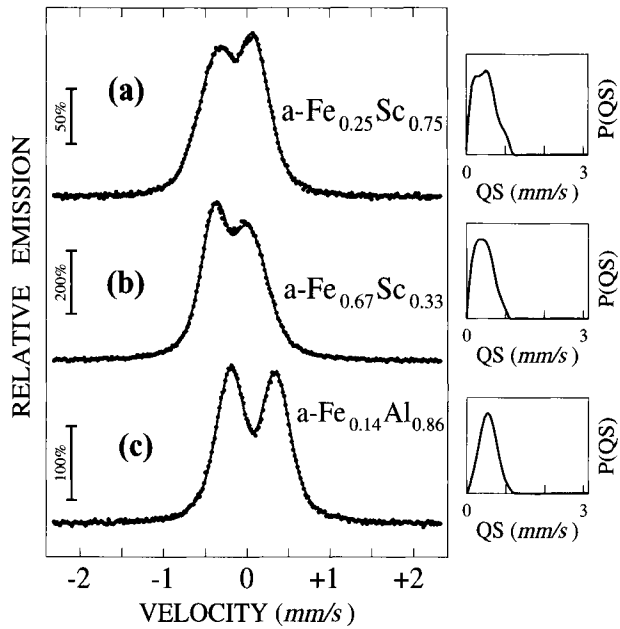 RELATIVE EMISSION
(a)
50%
a-Fe0.25Sc0.75
(b)
200%
a-Fe0.67Sc0.33
(c)
100%
a-Fe0.14Al0.86
-2 -1 0 +1 +2
VELOCITY (mm/s)
P(QS)
0 3
QS (mm/s)
P(QS)
0 3
QS (mm/s)
P(QS)
0 3
QS (mm/s)